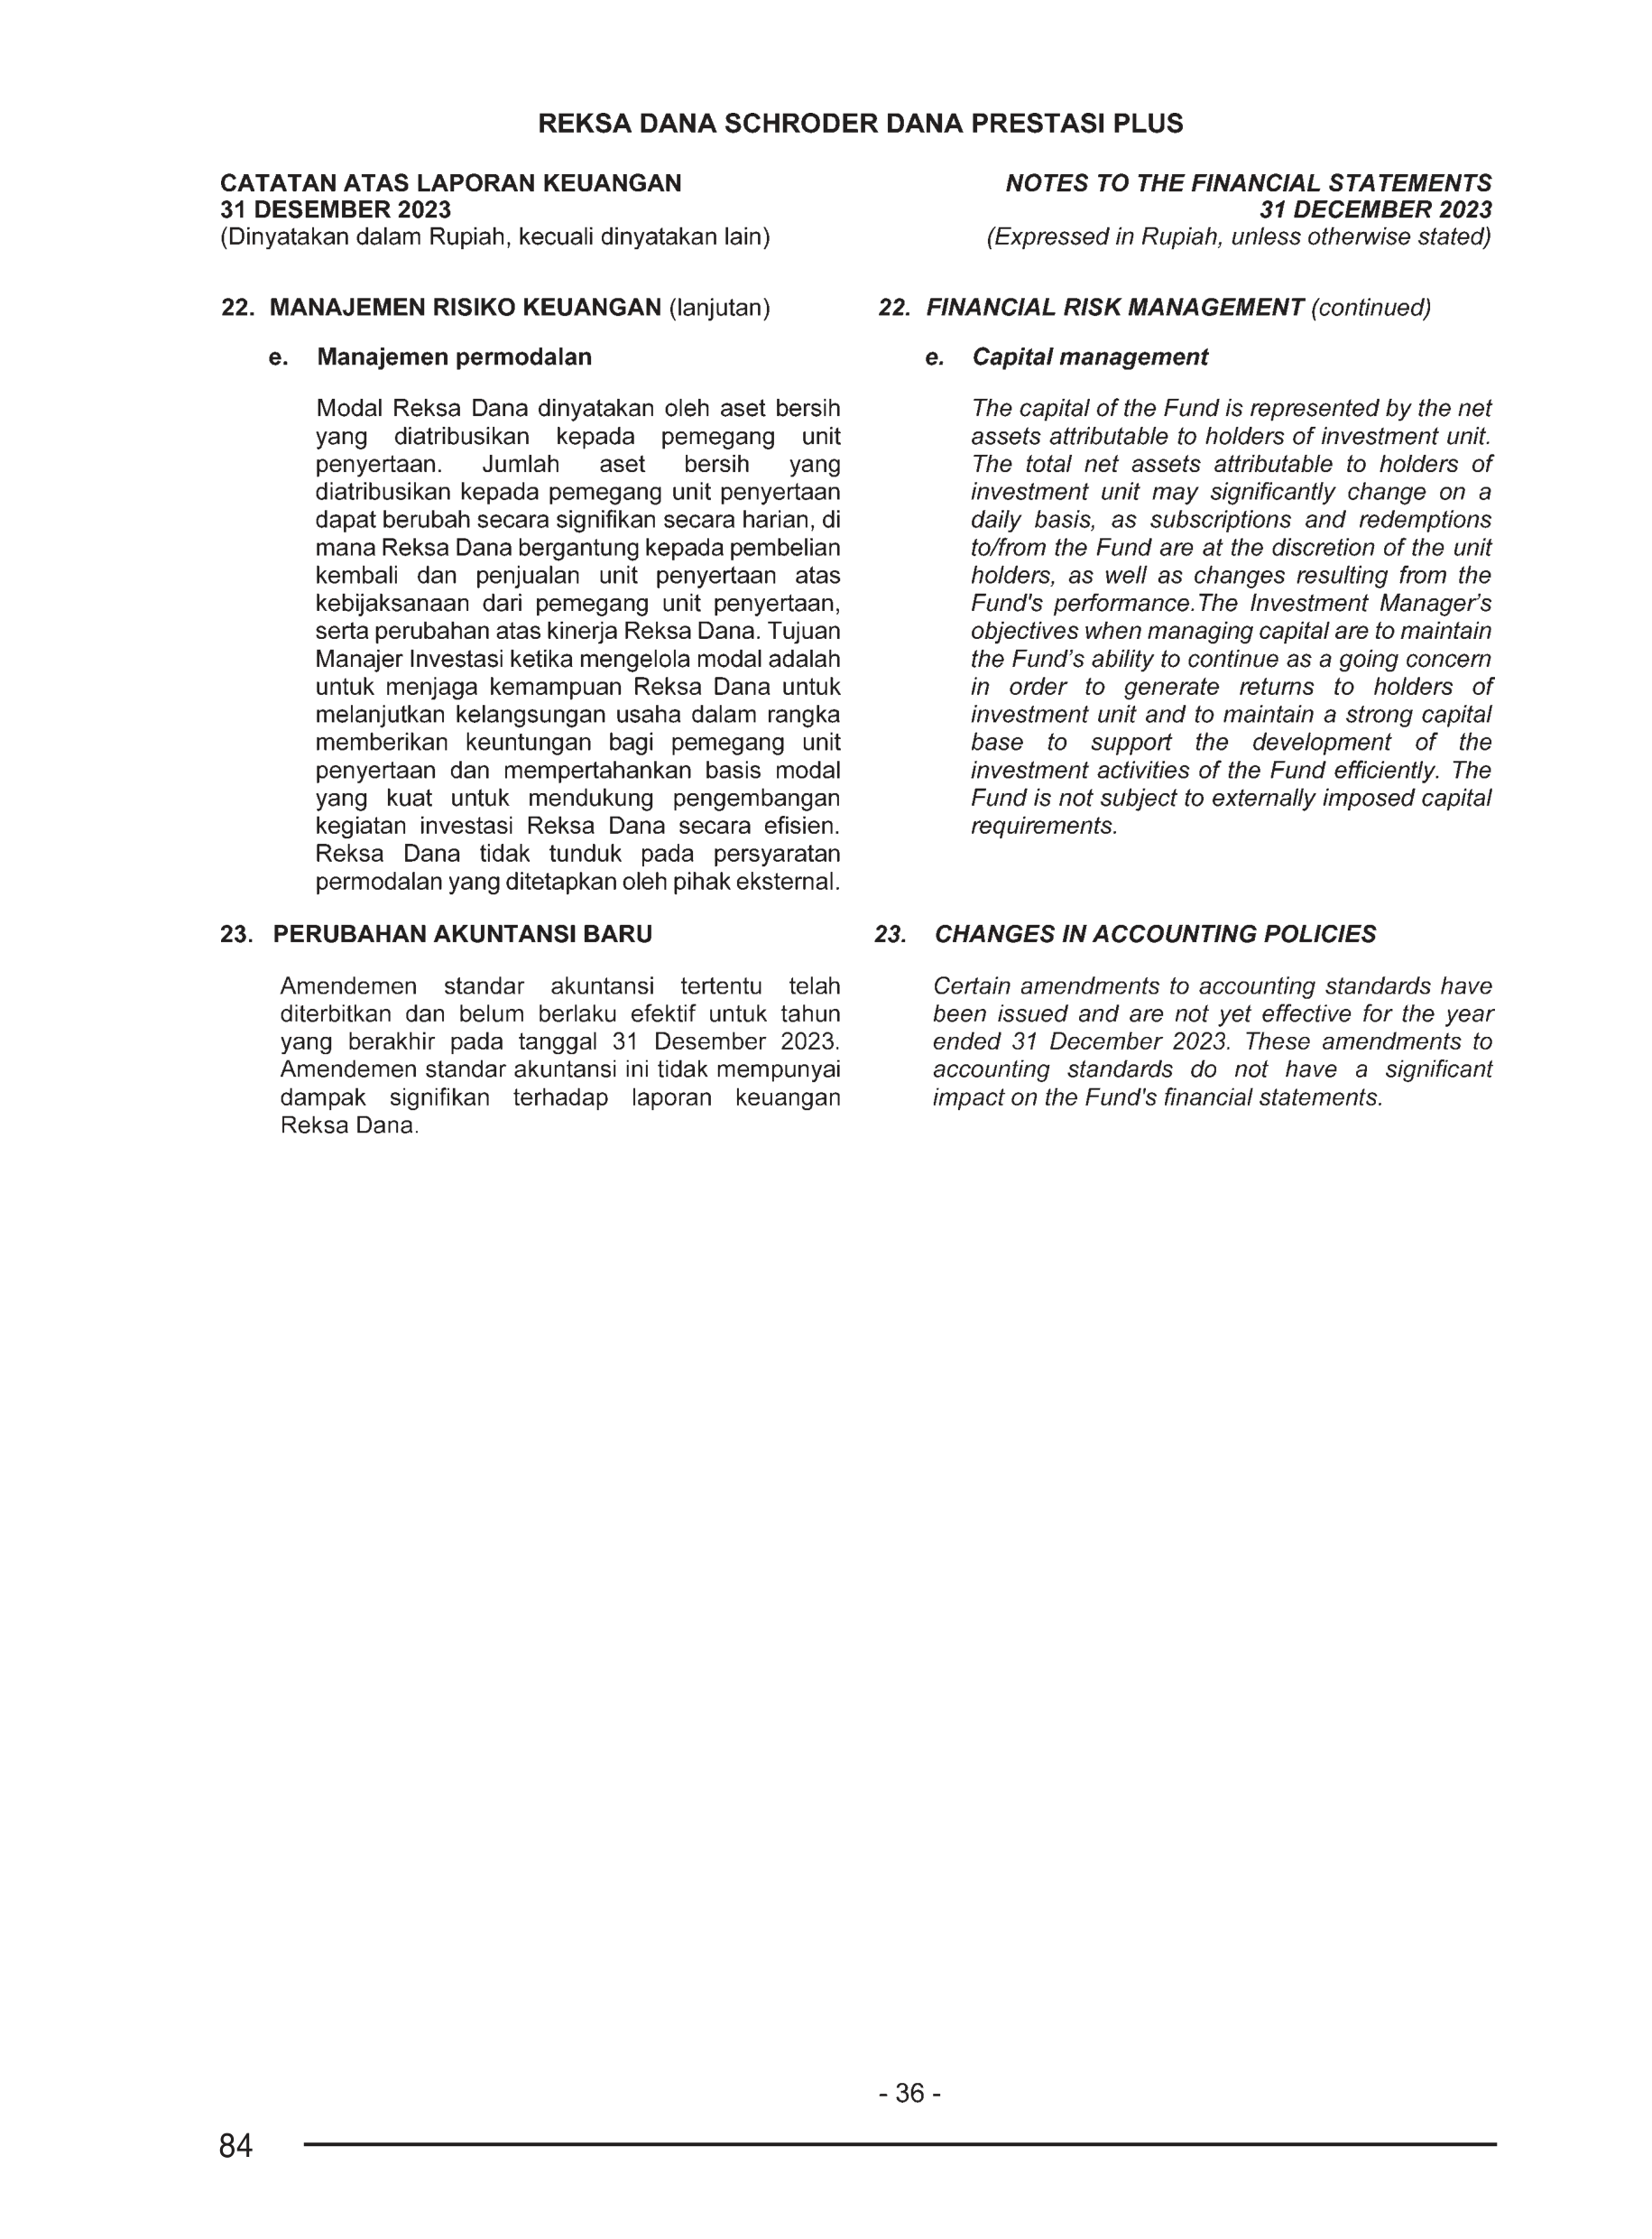 REKSA DANA SCHRODER DANA PRESTASI PLUS
CATATAN ATAS LAPORAN KEUANGAN
31 DESEMBER 2023
(Dinyatakan dalam Rupiah, kecuali dinyatakan lain)
NOTES TO THE FINANCIAL STATEMENTS
31 DECEMBER 2023
(Expressed in Rupiah, unless otherwise stated)
22. MANAJEMEN RISIKO KEUANGAN (lanjutan)
e. Manajemen permodalan
Modal Reksa Dana dinyatakan oleh aset bersih
yang diatribusikan kepada pemegang unit
penyertaan. Jumlah aset bersih yang
diatribusikan kepada pemegang unit penyertaan
dapat berubah secara signifikan secara harian, di
mana Reksa Dana bergantung kepada pembelian
kembali dan penjualan unit penyertaan atas
kebijaksanaan dari pemegang unit penyertaan,
serta perubahan atas kinerja Reksa Dana. Tujuan
Manajer Investasi ketika mengelola modal adalah
untuk menjaga kemampuan Reksa Dana untuk
melanjutkan kelangsungan usaha dalam rangka
memberikan keuntungan bagi pemegang unit
penyertaan dan mempertahankan basis modal
yang kuat untuk mendukung pengembangan
kegiatan investasi Reksa Dana secara efisien.
Reksa Dana tidak tunduk pada persyaratan
permodalan yang ditetapkan oleh pihak eksternal.
22. FINANCIAL RISK MANAGEMENT (continued)
e. Capital management
The capital of the Fund is represented by the net
assets attributable to holders of investment unit.
The total net assets attributable to holders of
investment unit may significantly change on a
daily basis, as subscriptions and redemptions
to/from the Fund are at the discretion of the unit
holders, as well as changes resulting from the
Fund's performance.The Investment Manager’s
objectives when managing capital are to maintain
the Fund’s ability to continue as a going concern
in order to generate returns to holders of
investment unit and to maintain a strong capital
base to support the development of the
investment activities of the Fund efficiently. The
Fund is not subject to externally imposed capital
requirements.
23. PERUBAHAN AKUNTANSI BARU
Amendemen standar akuntansi tertentu telah
diterbitkan dan belum berlaku efektif untuk tahun
yang berakhir pada tanggal 31 Desember 2023.
Amendemen standar akuntansi ini tidak mempunyai
dampak signifikan terhadap laporan keuangan
Reksa Dana.
23. CHANGES IN ACCOUNTING POLICIES
Certain amendments to accounting standards have
been issued and are not yet effective for the year
ended 31 December 2023. These amendments to
accounting standards do not have a significant
impact on the Fund's financial statements.
- 36 -
84